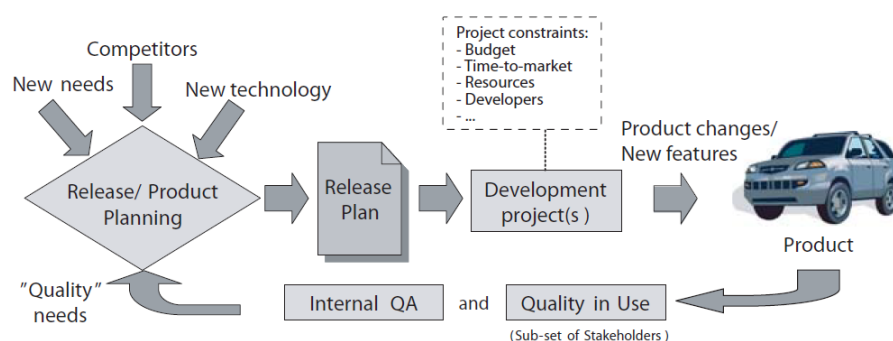 Competitors
New needs
New technology
Release/ Product
Planning
Release
Plan
Project constraints:
- Budget
- Time-to-market
- Resources
- Developers
- ...
Development
project(s )
Product changes/
New features
Product
"Quality"
needs
Internal QA
and
Quality in Use
(Sub-set of Stakeholders )